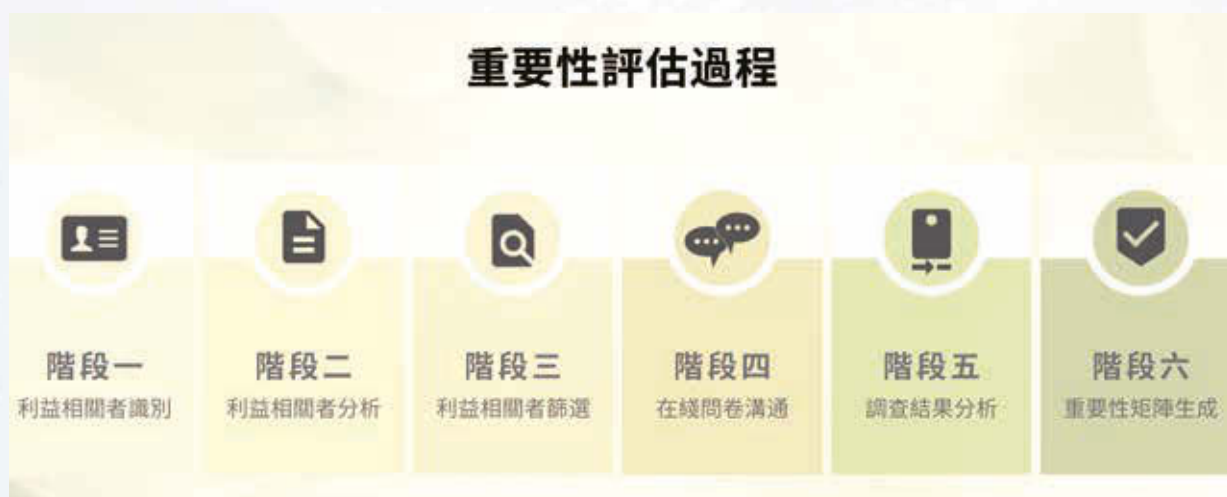 重要性評估過程
階段一
利益相關者識別
階段二
利益相關者分析
階段三
利益相關者篩選
階段四
在綫問卷溝通
階段五
調查結果分析
階段六
重要性矩陣生成